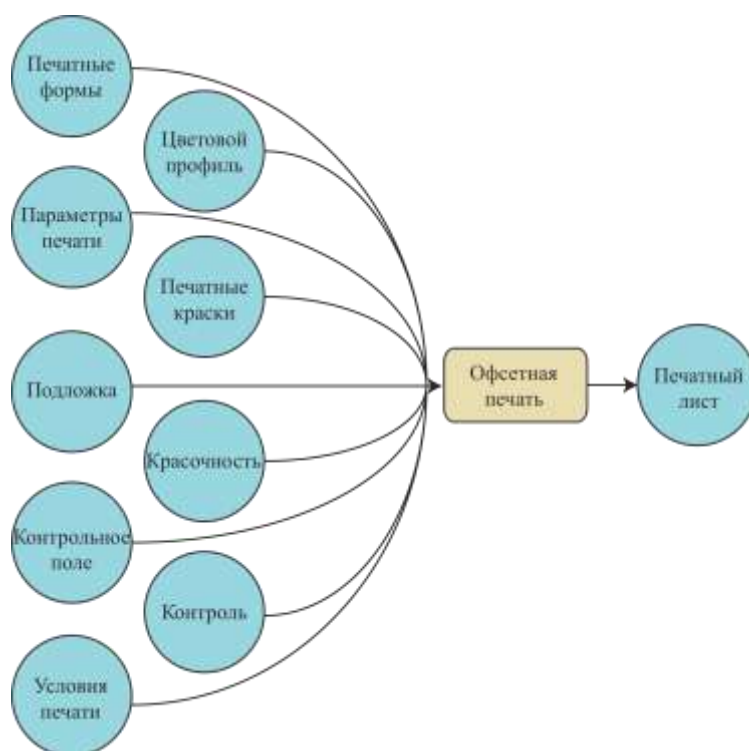 Печатные
формы
Цветовой
профиль
Параметры
печати
Печатные
краски
Подложка
Офсетная
печать
Печатный
лист
Красочность
Контрольное
поле
Контроль
Условия
печати